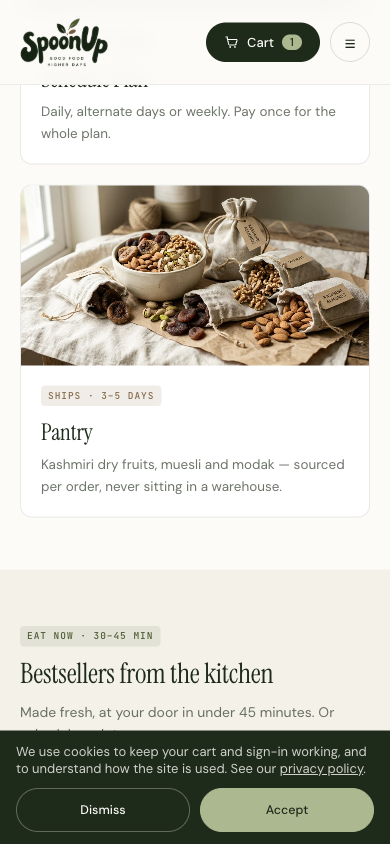 SpoonUp
GOOD FOOD
HIGHER DAYS
Cart 1
Schedule Plan
Daily, alternate days or weekly. Pay once for the
whole plan.
SHIPS · 3–5 DAYS
Pantry
Kashmiri dry fruits, muesli and modak — sourced
per order, never sitting in a warehouse.
EAT NOW · 30–45 MIN
Bestsellers from the kitchen
Made fresh, at your door in under 45 minutes. Or
We use cookies to keep your cart and sign-in working, and
to understand how the site is used. See our privacy policy.
Dismiss
Accept